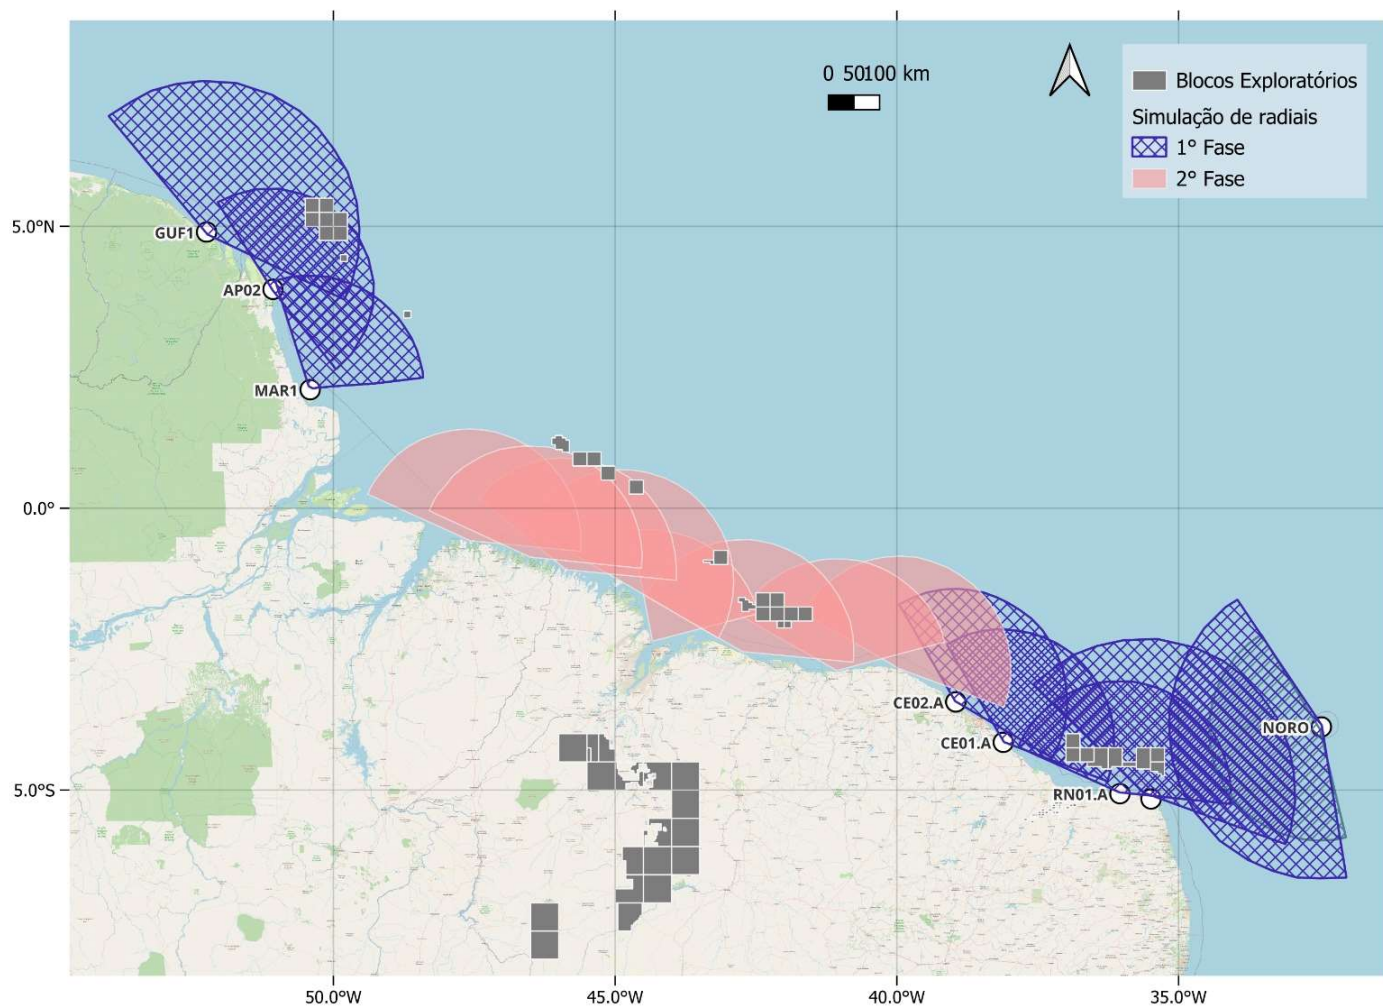 0 50100 km
Blocos Exploratórios
Simulação de radiais
1° Fase
2° Fase
5.0°N
GUF1
AP02
MAR1
0.0°
CE02.A
NORO
CE01.A
5.0°S
RN01.A
50.0°W
45.0°W
40.0°W
35.0°W